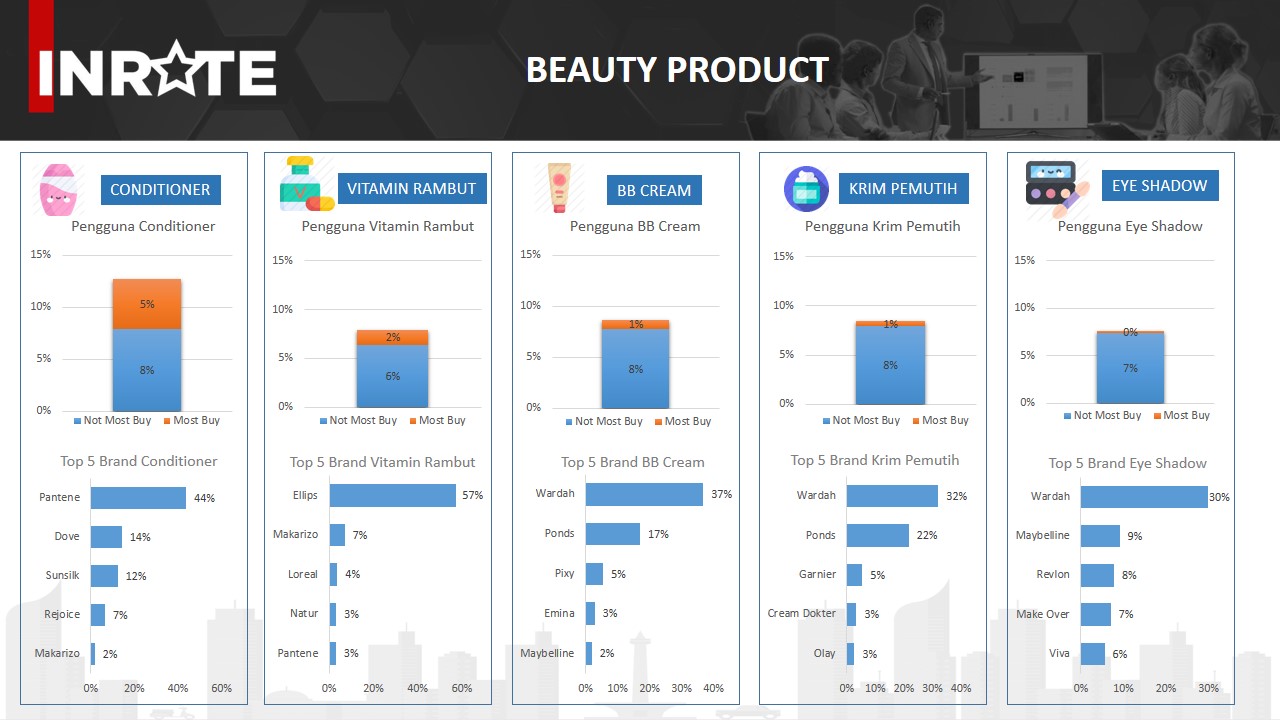 INRATE
BEAUTY PRODUCT
CONDITIONER
Pengguna Conditioner
15%
10%
5%
0%
5%
8%
Not Most Buy Most Buy
Top 5 Brand Conditioner
Pantene 44%
Dove 14%
Sunsilk 12%
Rejoice 7%
Makarizo 2%
0% 20% 40% 60%
VITAMIN RAMBUT
Pengguna Vitamin Rambut
15%
10%
5%
0%
2%
6%
Not Most Buy Most Buy
Top 5 Brand Vitamin Rambut
Ellips 57%
Makarizo 7%
Loreal 4%
Natur 3%
Pantene 3%
0% 20% 40% 60%
BB CREAM
Pengguna BB Cream
15%
10%
5%
0%
1%
8%
Not Most Buy Most Buy
Top 5 Brand BB Cream
Wardah 37%
Ponds 17%
Pixy 5%
Emina 3%
Maybelline 2%
0% 10% 20% 30% 40%
KRIM PEMUTIH
Pengguna Krim Pemutih
15%
10%
5%
0%
1%
8%
Not Most Buy Most Buy
Top 5 Brand Krim Pemutih
Wardah 32%
Ponds 22%
Garnier 5%
Cream Dokter 3%
Olay 3%
0% 10% 20% 30% 40%
EYE SHADOW
Pengguna Eye Shadow
15%
10%
5%
0%
0%
7%
Not Most Buy Most Buy
Top 5 Brand Eye Shadow
Wardah 30%
Maybelline 9%
Revlon 8%
Make Over 7%
Viva 6%
0% 10% 20% 30%